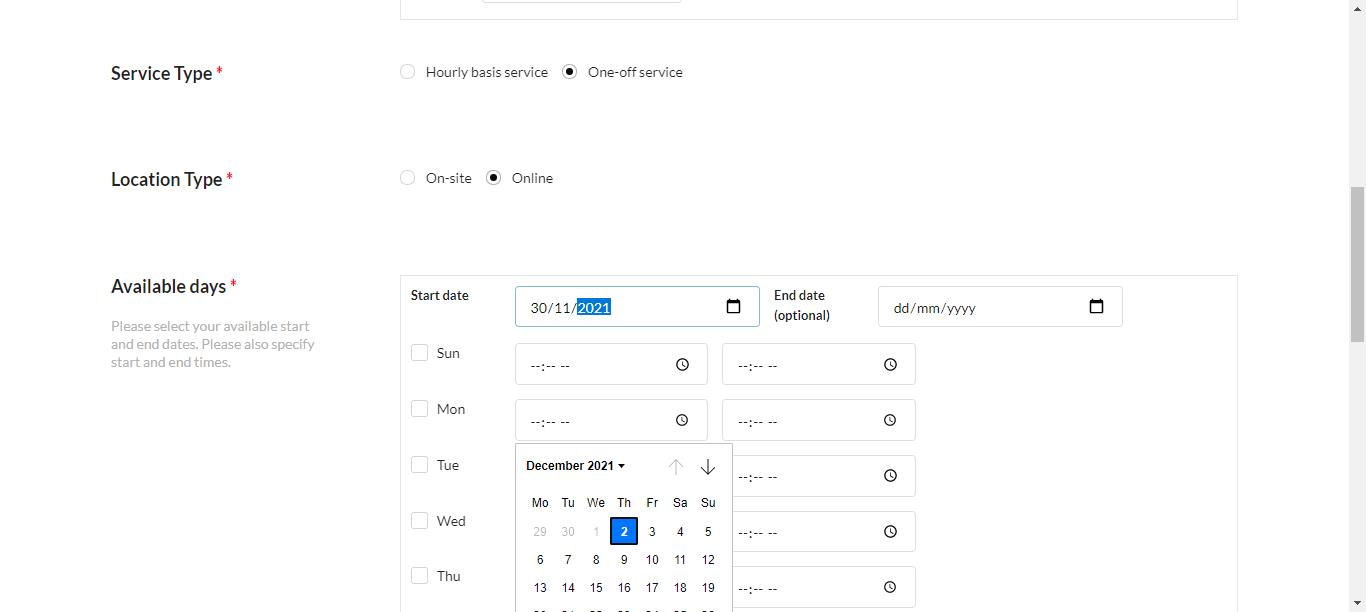 Service Type *
Hourly basis service One-off service
Location Type *
On-site Online
Available days *
Please select your available start
and end dates. Please also specify
start and end times.
Start date 30/11/2021 End date
(optional) dd/mm/yyyy
Sun --:-- -- --:-- --
Mon --:-- -- --:-- --
Tue --:-- --
Wed --:-- --
Thu --:-- --
December 2021
Mo Tu We Th Fr Sa Su
29 30 1 2 3 4 5
6 7 8 9 10 11 12
13 14 15 16 17 18 19